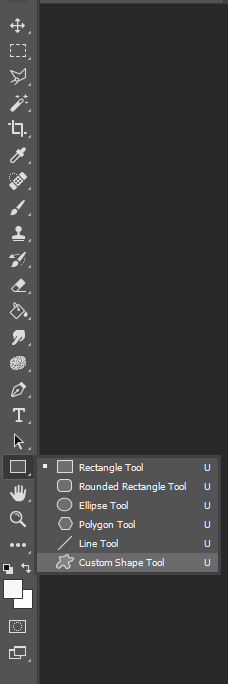 Rectangle Tool U
Rounded Rectangle Tool U
Ellipse Tool U
Polygon Tool U
Line Tool U
Custom Shape Tool U